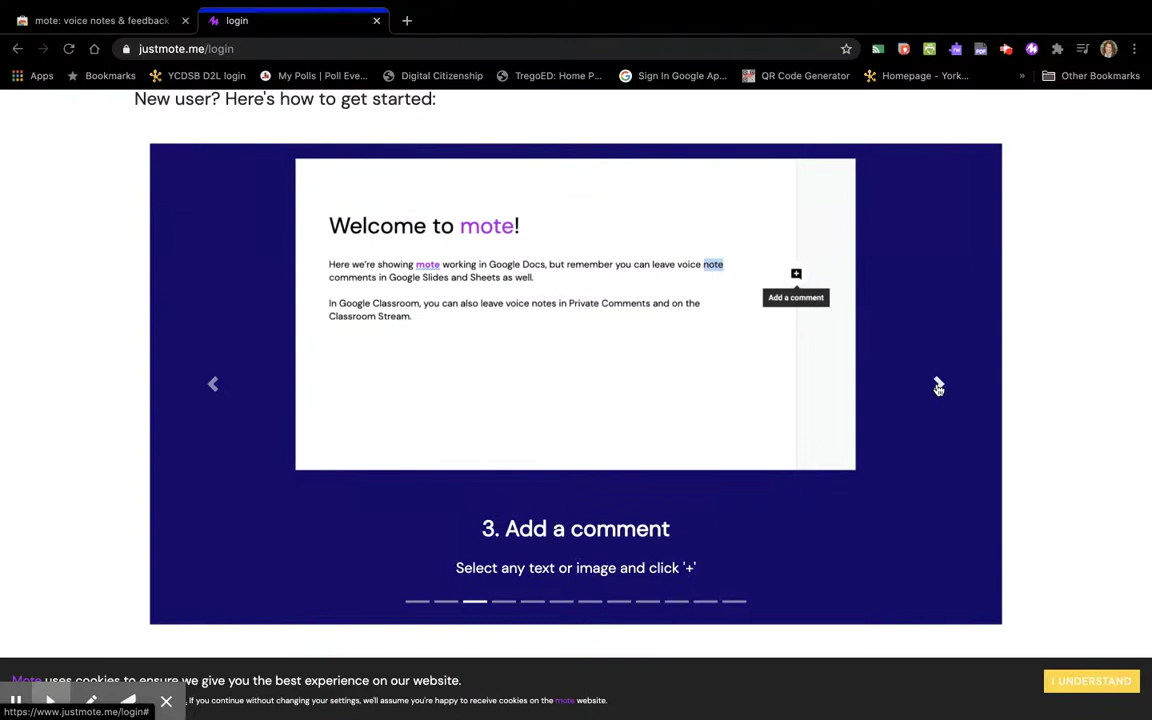 mote: voice notes & feedback
login
justmote.me/login
Apps
Bookmarks
YCDSB D2L login
My Polls | Poll Eve...
Digital Citizenship
TregoED: Home P...
Sign In Google Ap...
QR Code Generator
Homepage - York...
»
Other Bookmarks
New user? Here's how to get started:
Welcome to mote!
Here we're showing mote working in Google Docs, but remember you can leave voice note
comments in Google Slides and Sheets as well.
Add a comment
In Google Classroom, you can also leave voice notes in Private Comments and on the
Classroom Stream.
3. Add a comment
Select any text or image and click '+'
Mote uses cookies to ensure we give you the best experience on our website.
I UNDERSTAND
If you continue without changing your settings, we'll assume you're happy to receive cookies on the mote website.
https://www.justmote.me/login#